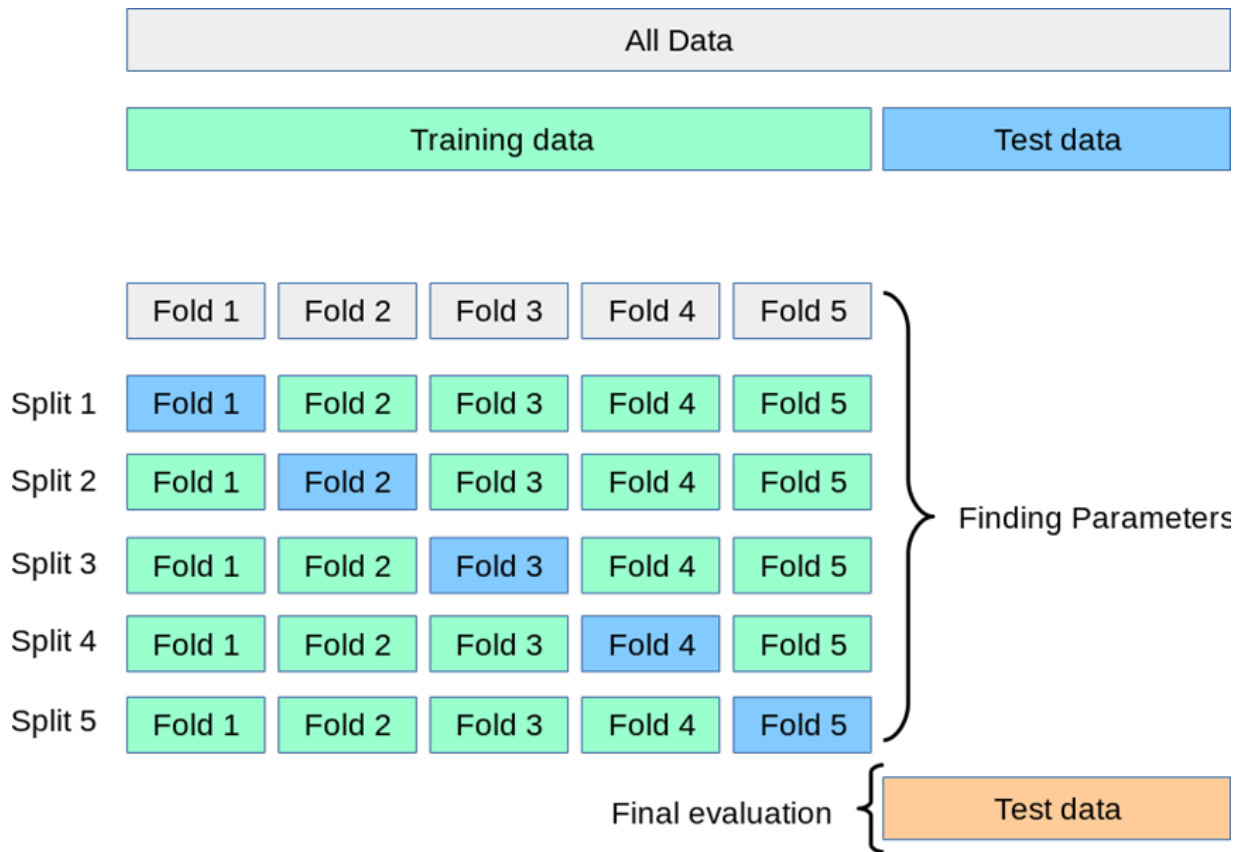 All Data
Training data Test data
Fold 1 Fold 2 Fold 3 Fold 4 Fold 5
Split 1 Fold 1 Fold 2 Fold 3 Fold 4 Fold 5
Split 2 Fold 1 Fold 2 Fold 3 Fold 4 Fold 5
Finding Parameters
Split 3 Fold 1 Fold 2 Fold 3 Fold 4 Fold 5
Split 4 Fold 1 Fold 2 Fold 3 Fold 4 Fold 5
Split 5 Fold 1 Fold 2 Fold 3 Fold 4 Fold 5
Final evaluation Test data